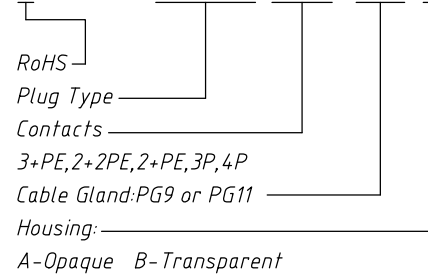 RoHS
Plug Type
Contacts
3+PE,2+2PE,2+PE,3P,4P
Cable Gland:PG9 or PG11
Housing:
A-Opaque B-Transparent